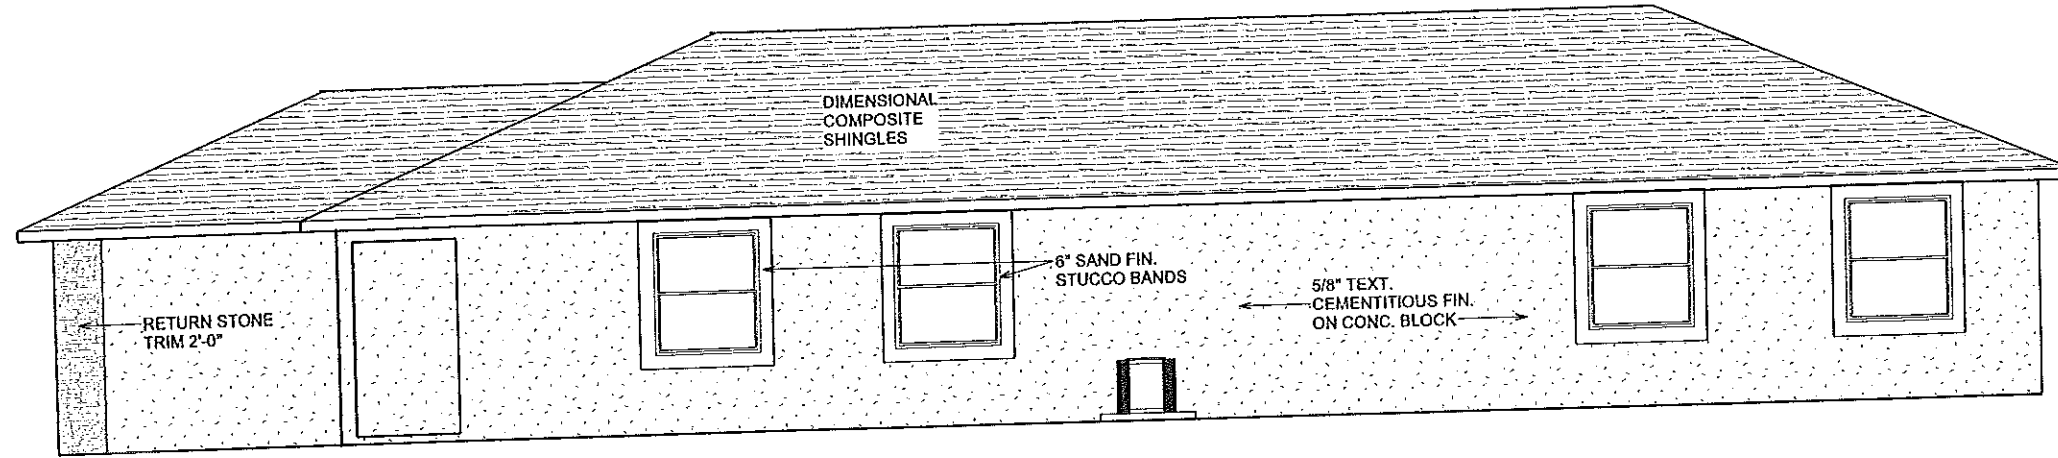 DIMENSIONAL
COMPOSITE
SHINGLES
6" SAND FIN.
STUCCO BANDS
5/8" TEXT.
CEMENTITIOUS FIN.
ON CONC. BLOCK
RETURN STONE
TRIM 2'-0"